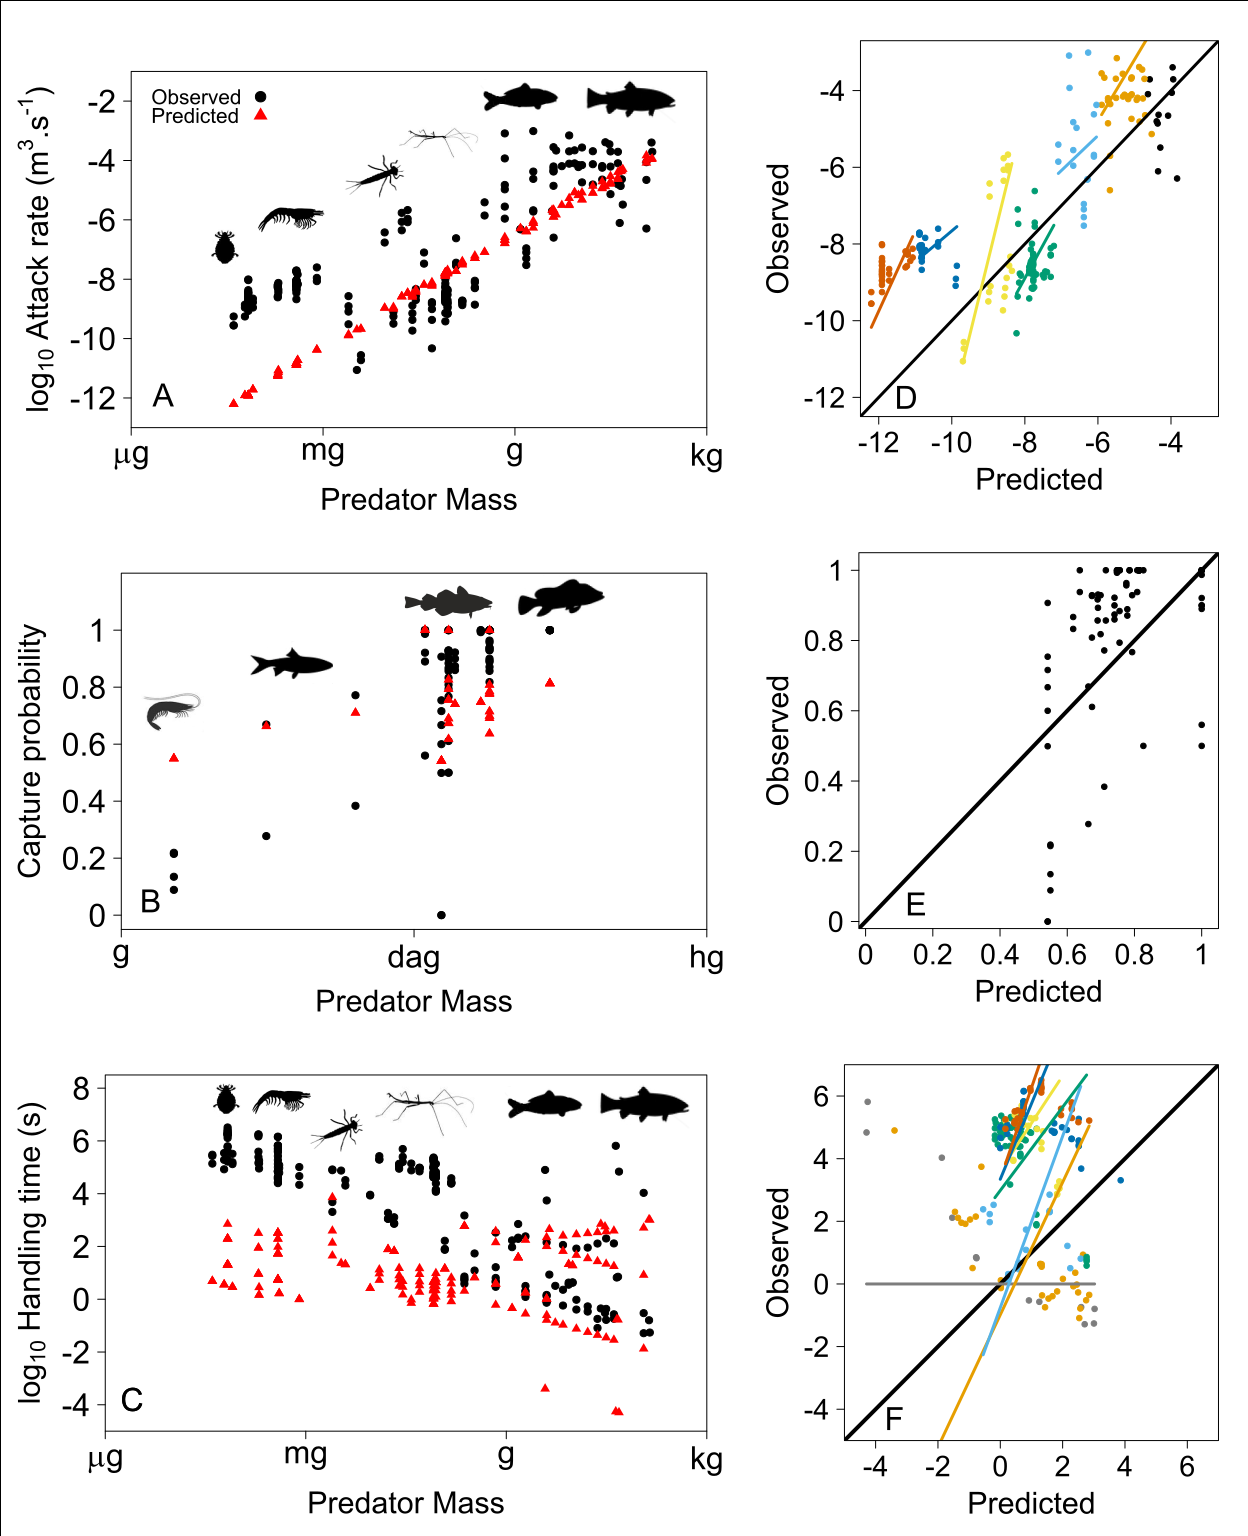 Observed
Predicted
-2
-4
-6
-8
-10
-12
log10 Attack rate (m3.s-1)
A
μg
mg
g
kg
Predator Mass
-4
-6
-8
-10
-12
Observed
D
-12
-10
-8
-6
-4
Predicted
1
0.8
0.6
0.4
0.2
0
Capture probability
B
g
dag
hg
Predator Mass
1
0.8
0.6
0.4
0.2
0
Observed
E
0
0.2
0.4
0.6
0.8
1
Predicted
8
6
4
2
0
-2
-4
log10 Handling time (s)
C
μg
mg
g
kg
Predator Mass
6
4
2
0
-2
-4
Observed
F
-4
-2
0
2
4
6
Predicted